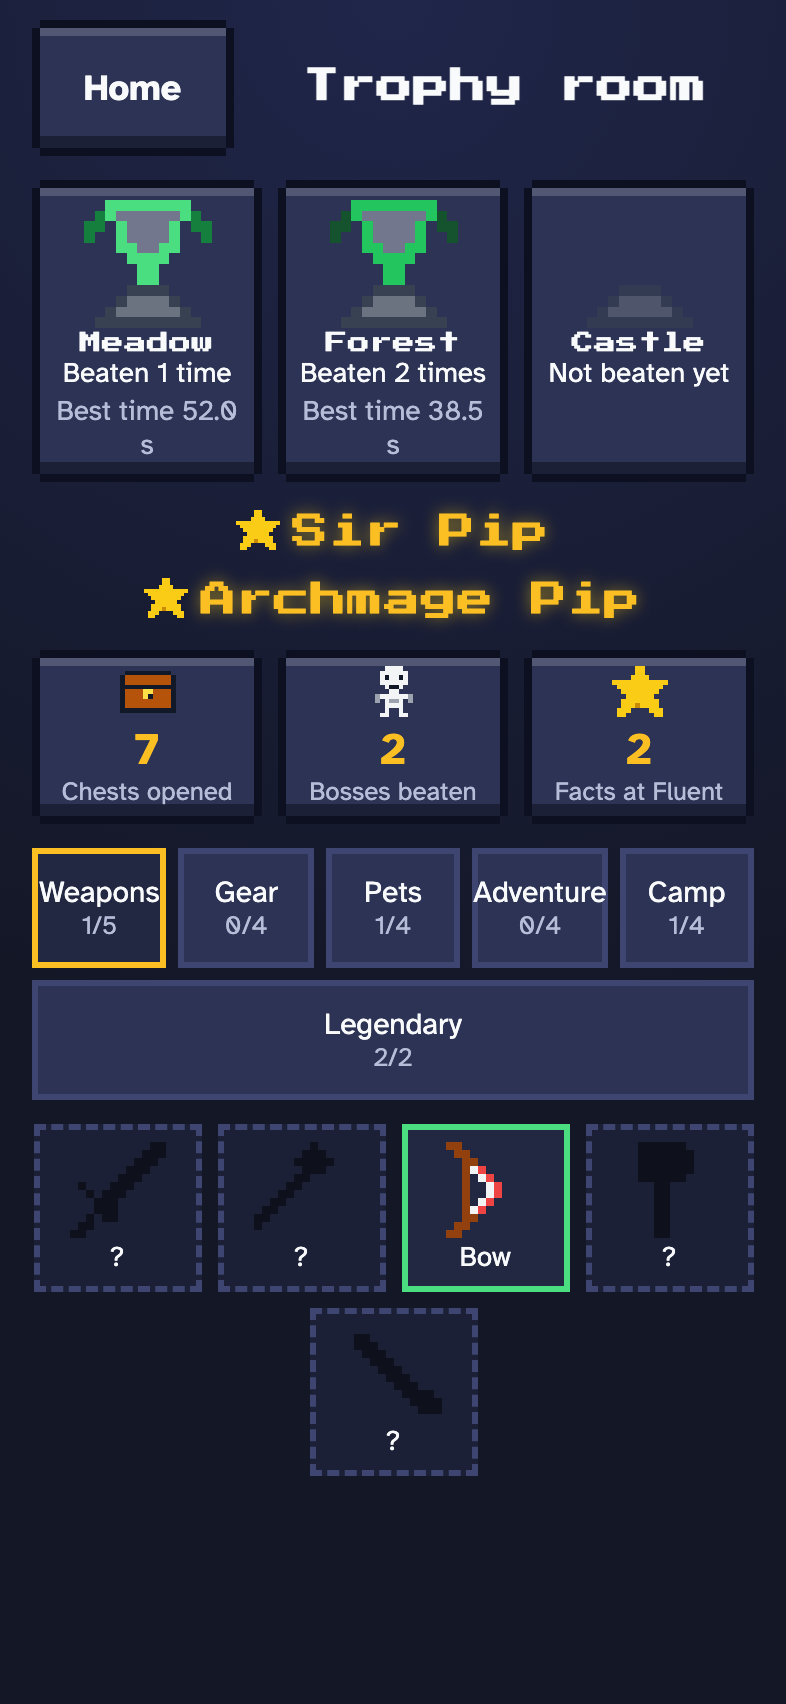 Home
Trophy room
Meadow
Beaten 1 time
Best time 52.0
s
Forest
Beaten 2 times
Best time 38.5
s
Castle
Not beaten yet
Sir Pip
Archmage Pip
7
Chests opened
2
Bosses beaten
2
Facts at Fluent
Weapons
1/5
Gear
0/4
Pets
1/4
Adventure
0/4
Camp
1/4
Legendary
2/2
?
?
Bow
?
?